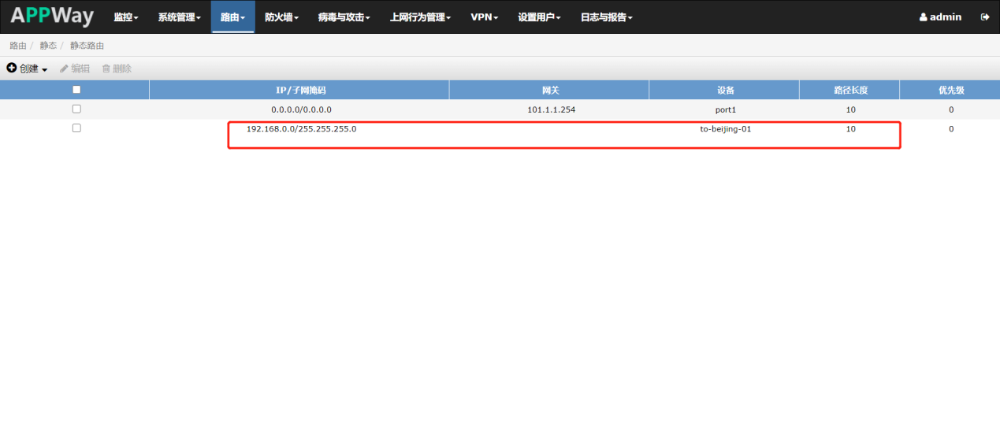 APPWay 监控 系统管理 路由 防火墙 病毒与攻击 上网行为管理 VPN 设置用户 日志与报告 admin
路由 / 静态 / 静态路由
创建 编辑 删除
IP/子网掩码 网关 设备 路径长度 优先级
0.0.0.0/0.0.0.0 101.1.1.254 port1 10 0
192.168.0.0/255.255.255.0 to-beijing-01 10 0